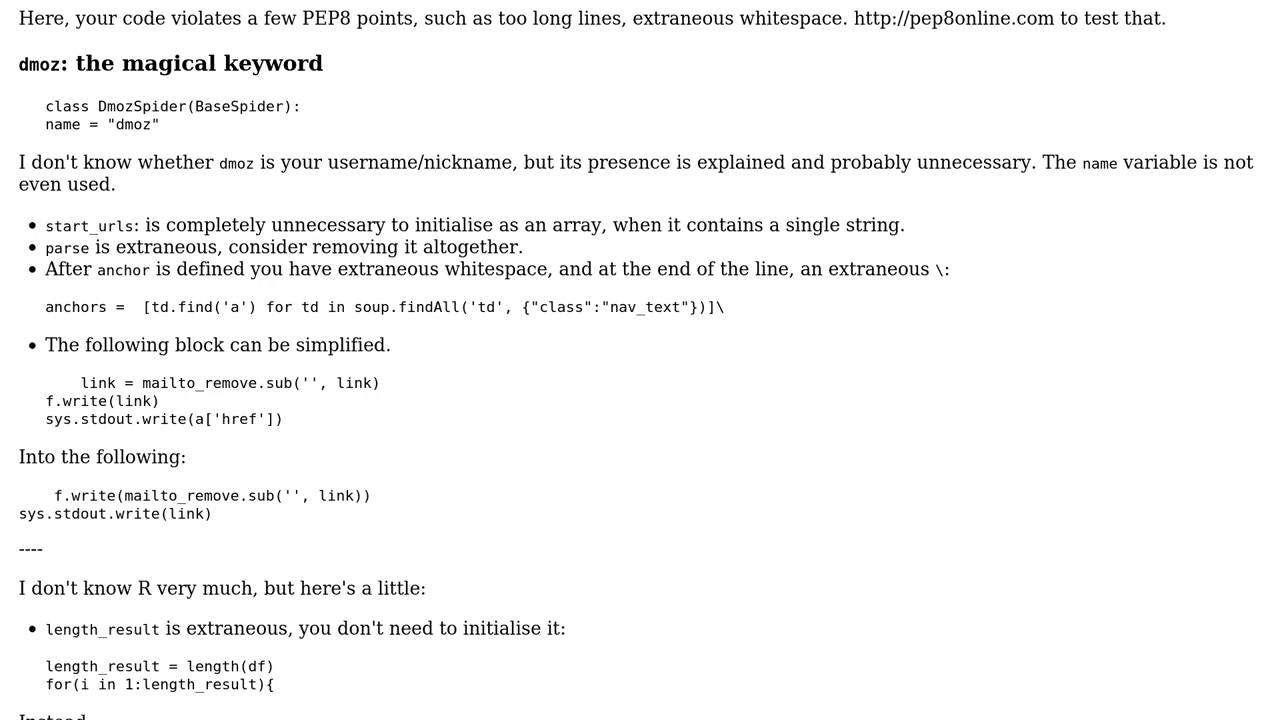 Here, your code violates a few PEP8 points, such as too long lines, extraneous whitespace. http://pep8online.com to test that.
dmoz: the magical keyword
class DmozSpider(BaseSpider):
name = "dmoz"
I don't know whether dmoz is your username/nickname, but its presence is explained and probably unnecessary. The name variable is not
even used.
• start_urls: is completely unnecessary to initialise as an array, when it contains a single string.
• parse is extraneous, consider removing it altogether.
• After anchor is defined you have extraneous whitespace, and at the end of the line, an extraneous \:
anchors =  [td.find('a') for td in soup.findAll('td', {"class":"nav_text"})]\
• The following block can be simplified.
    link = mailto_remove.sub('', link)
f.write(link)
sys.stdout.write(a['href'])
Into the following:
    f.write(mailto_remove.sub('', link))
sys.stdout.write(link)
----
I don't know R very much, but here's a little:
• length_result is extraneous, you don't need to initialise it:
length_result = length(df)
for(i in 1:length_result){
Instead